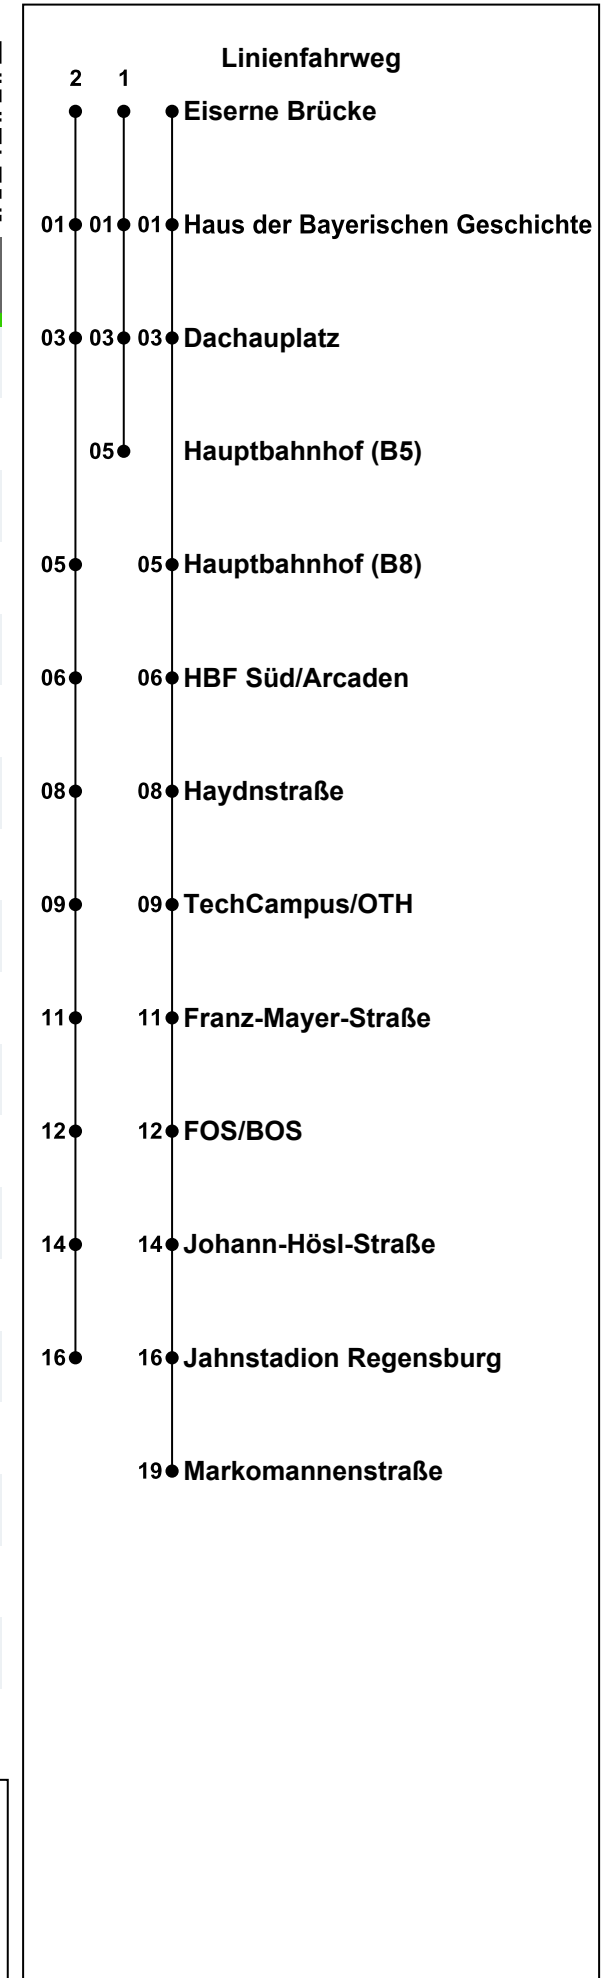 Linienfahrweg
2 1
Eiserne Brücke
01 01 01 Haus der Bayerischen Geschichte
03 03 03 Dachauplatz
05 Hauptbahnhof (B5)
05 05 Hauptbahnhof (B8)
06 06 HBF Süd/Arcaden
08 08 Haydnstraße
09 09 TechCampus/OTH
11 11 Franz-Mayer-Straße
12 12 FOS/BOS
14 14 Johann-Hösl-Straße
16 16 Jahnstadion Regensburg
19 Markomannenstraße